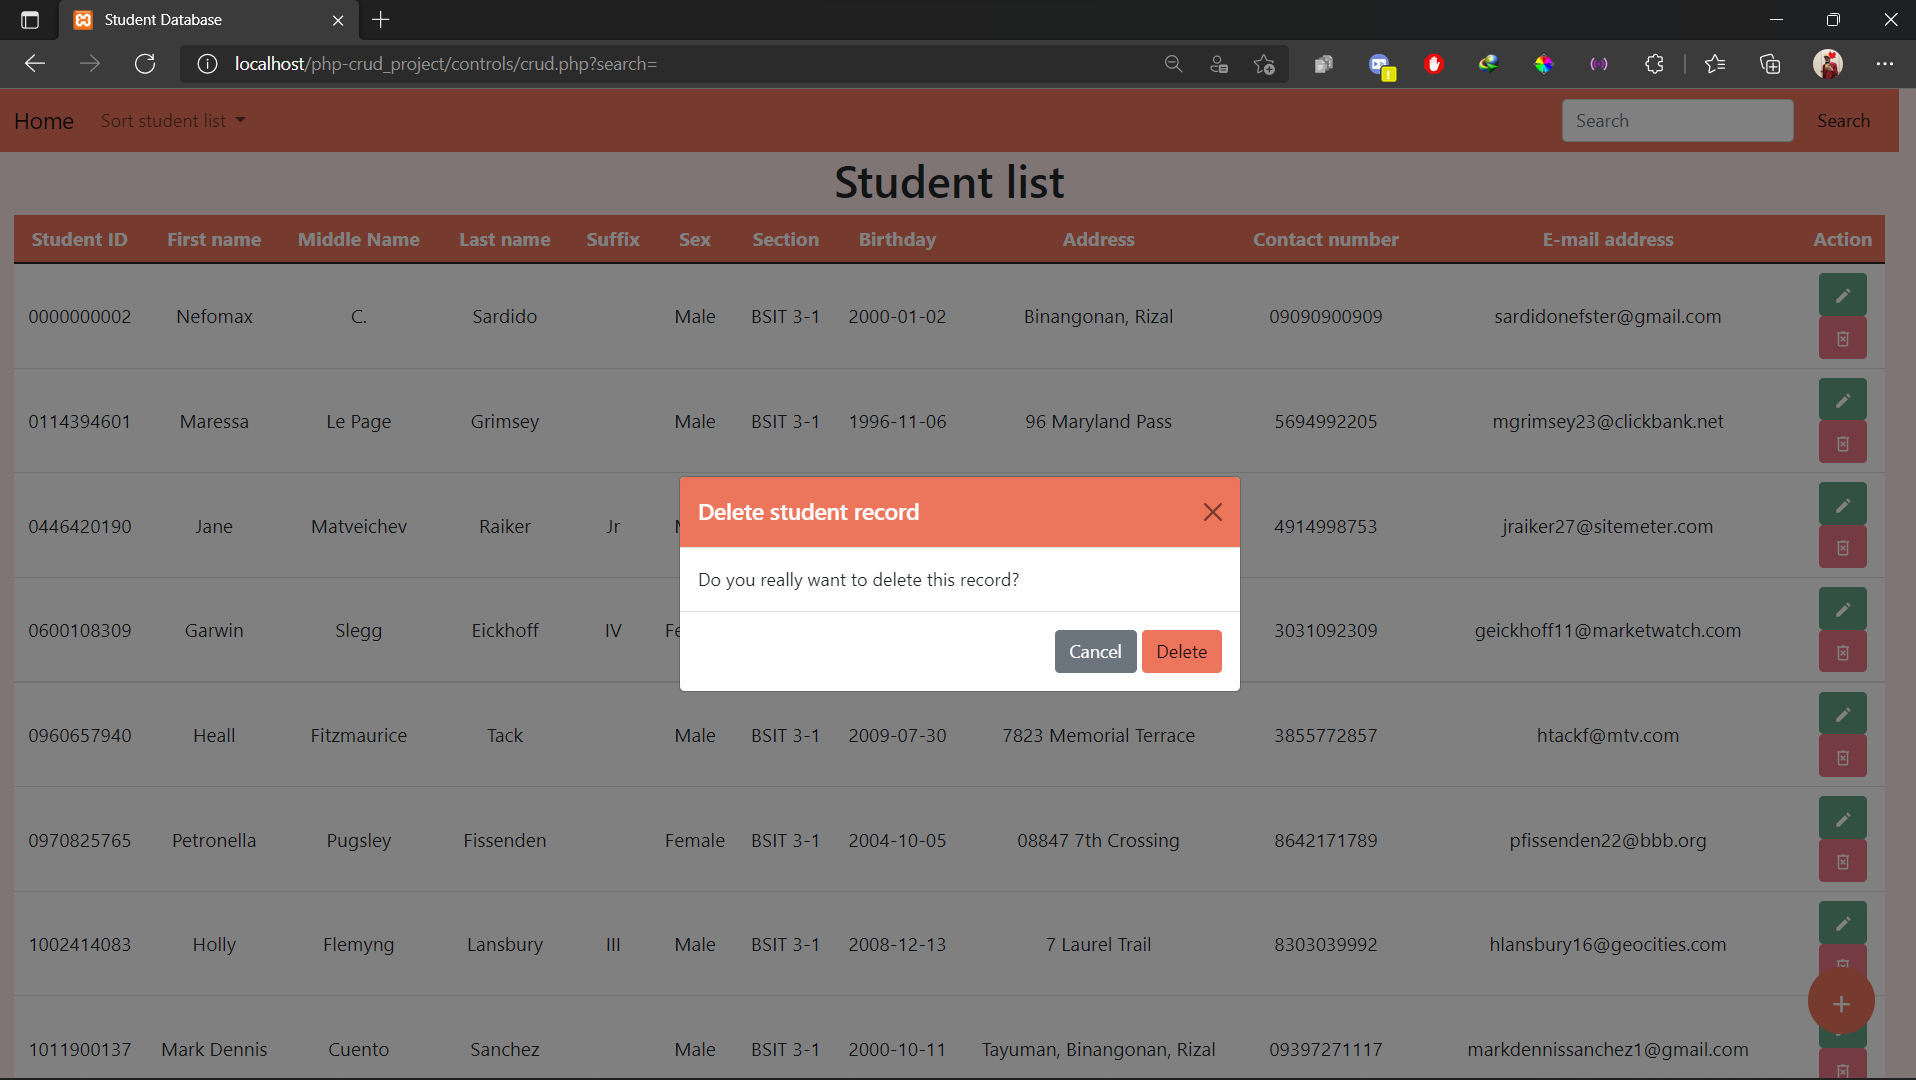 Student Database
localhost/php-crud_project/controls/crud.php?search=
Home Sort student list Search Search
Student list
Student ID First name Middle Name Last name Suffix Sex Section Birthday Address Contact number E-mail address Action
0000000002 Nefomax C. Sardido Male BSIT 3-1 2000-01-02 Binangonan, Rizal 09090900909 sardidonefster@gmail.com
0114394601 Maressa Le Page Grimsey Male BSIT 3-1 1996-11-06 96 Maryland Pass 5694992205 mgrimsey23@clickbank.net
Delete student record
0446420190 Jane Matveichev Raiker Jr 4914998753 jraiker27@sitemeter.com
Do you really want to delete this record?
0600108309 Garwin Slegg Eickhoff IV Fe 3031092309 geickhoff11@marketwatch.com
Cancel Delete
0960657940 Heall Fitzmaurice Tack Male BSIT 3-1 2009-07-30 7823 Memorial Terrace 3855772857 htackf@mtv.com
0970825765 Petronella Pugsley Fissenden Female BSIT 3-1 2004-10-05 08847 7th Crossing 8642171789 pfissenden22@bbb.org
1002414083 Holly Flemyng Lansbury III Male BSIT 3-1 2008-12-13 7 Laurel Trail 8303039992 hlansbury16@geocities.com
1011900137 Mark Dennis Cuento Sanchez Male BSIT 3-1 2000-10-11 Tayuman, Binangonan, Rizal 09397271117 markdennissanchez1@gmail.com